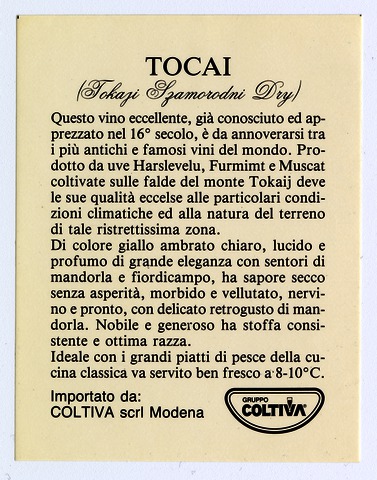 TOCAI
(Tokaji Szamorodni Dry)
Questo vino eccellente, già conosciuto ed ap-
prezzato nel 16° secolo, è da annoverarsi tra
i più antichi e famosi vini del mondo. Pro-
dotto da uve Harslevelu, Furmimt e Muscat
coltivate sulle falde del monte Tokaij deve
le sue qualità eccelse alle particolari condi-
zioni climatiche ed alla natura del terreno
di tale ristrettissima zona.
Di colore giallo ambrato chiaro, lucido e
profumo di grande eleganza con sentori di
mandorla e fiordicampo, ha sapore secco
senza asperità, morbido e vellutato, nervi-
no e pronto, con delicato retrogusto di man-
dorla. Nobile e generoso ha stoffa consi-
stente e ottima razza.
Ideale con i grandi piatti di pesce della cu-
cina classica va servito ben fresco a 8-10°C.
Importato da:
COLTIVA scrl Modena
GRUPPO
COLTIVA